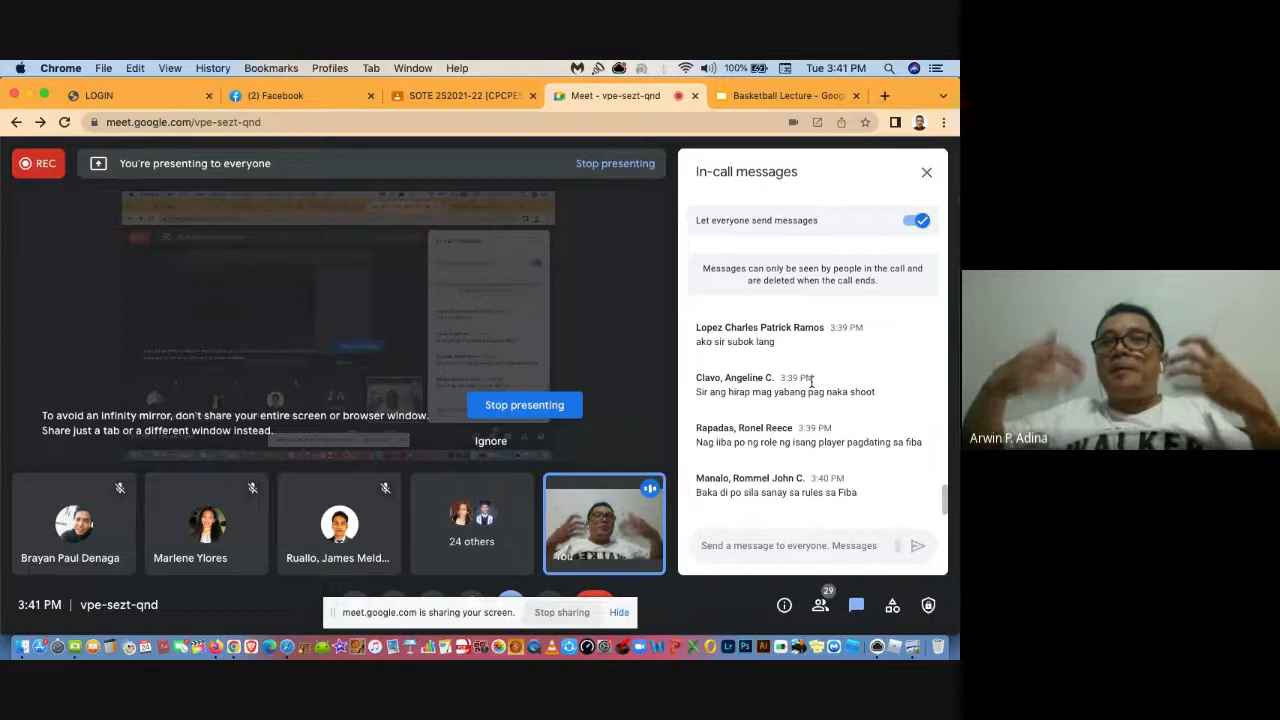 Chrome File Edit View History Bookmarks Profiles Tab Window Help 100% Tue 3:41 PM
LOGIN (2) Facebook SOTE 2S2021-22 [CPCPE Meet - vpe-sezt-qnd Basketball Lecture - Goog
meet.google.com/vpe-sezt-qnd
REC You're presenting to everyone Stop presenting
To avoid an infinity mirror, don't share your entire screen or browser window.
Share just a tab or a different window instead.
Stop presenting
Ignore
In-call messages
Let everyone send messages
Messages can only be seen by people in the call and
are deleted when the call ends.
Lopez Charles Patrick Ramos 3:39 PM
ako sir subok lang
Clavo, Angeline C. 3:39 PM
Sir ang hirap mag yabang pag naka shoot
Rapadas, Ronel Reece 3:39 PM
Nag iiba po ng role ng isang player pagdating sa fiba
Manalo, Rommel John C. 3:40 PM
Baka di po sila sanay sa rules sa Fiba
Send a message to everyone. Messages
Brayan Paul Denaga
Marlene Ylores
Ruallo, James Meld...
24 others
You
WALKER
3:41 PM | vpe-sezt-qnd
meet.google.com is sharing your screen. Stop sharing Hide
29
Arwin P. Adina
WALKER